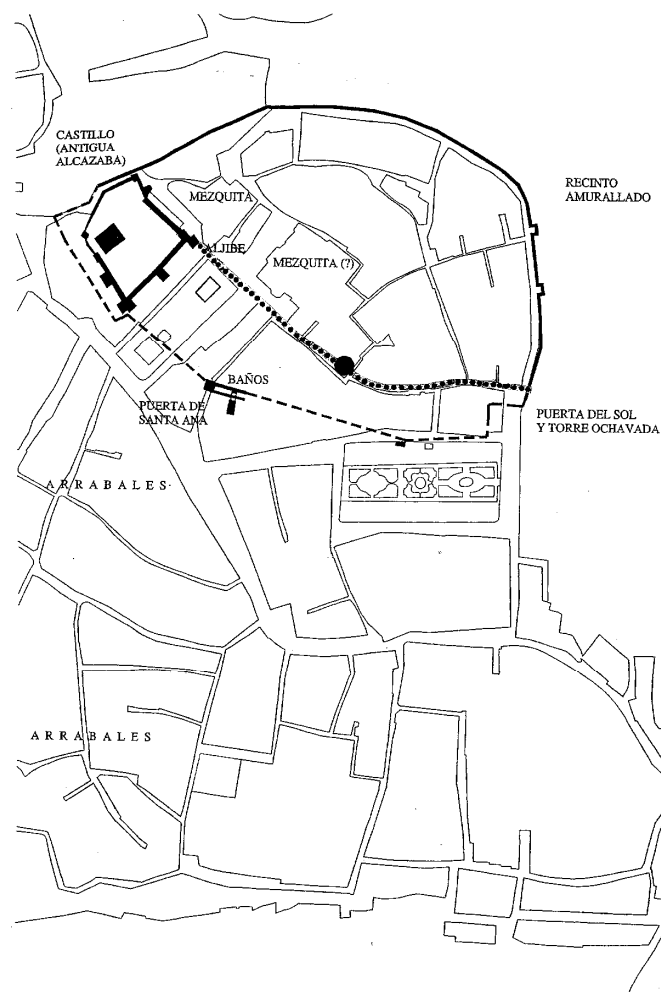 CASTILLO
(ANTIGUA
ALCAZABA)
RECINTO
AMURALLADO
MEZQUITA
ALJIBE
MEZQUITA (?)
BAÑOS
PUERTA DE
SANTA ANA
PUERTA DEL SOL
Y TORRE OCHAVADA
ARRABALES
ARRABALES